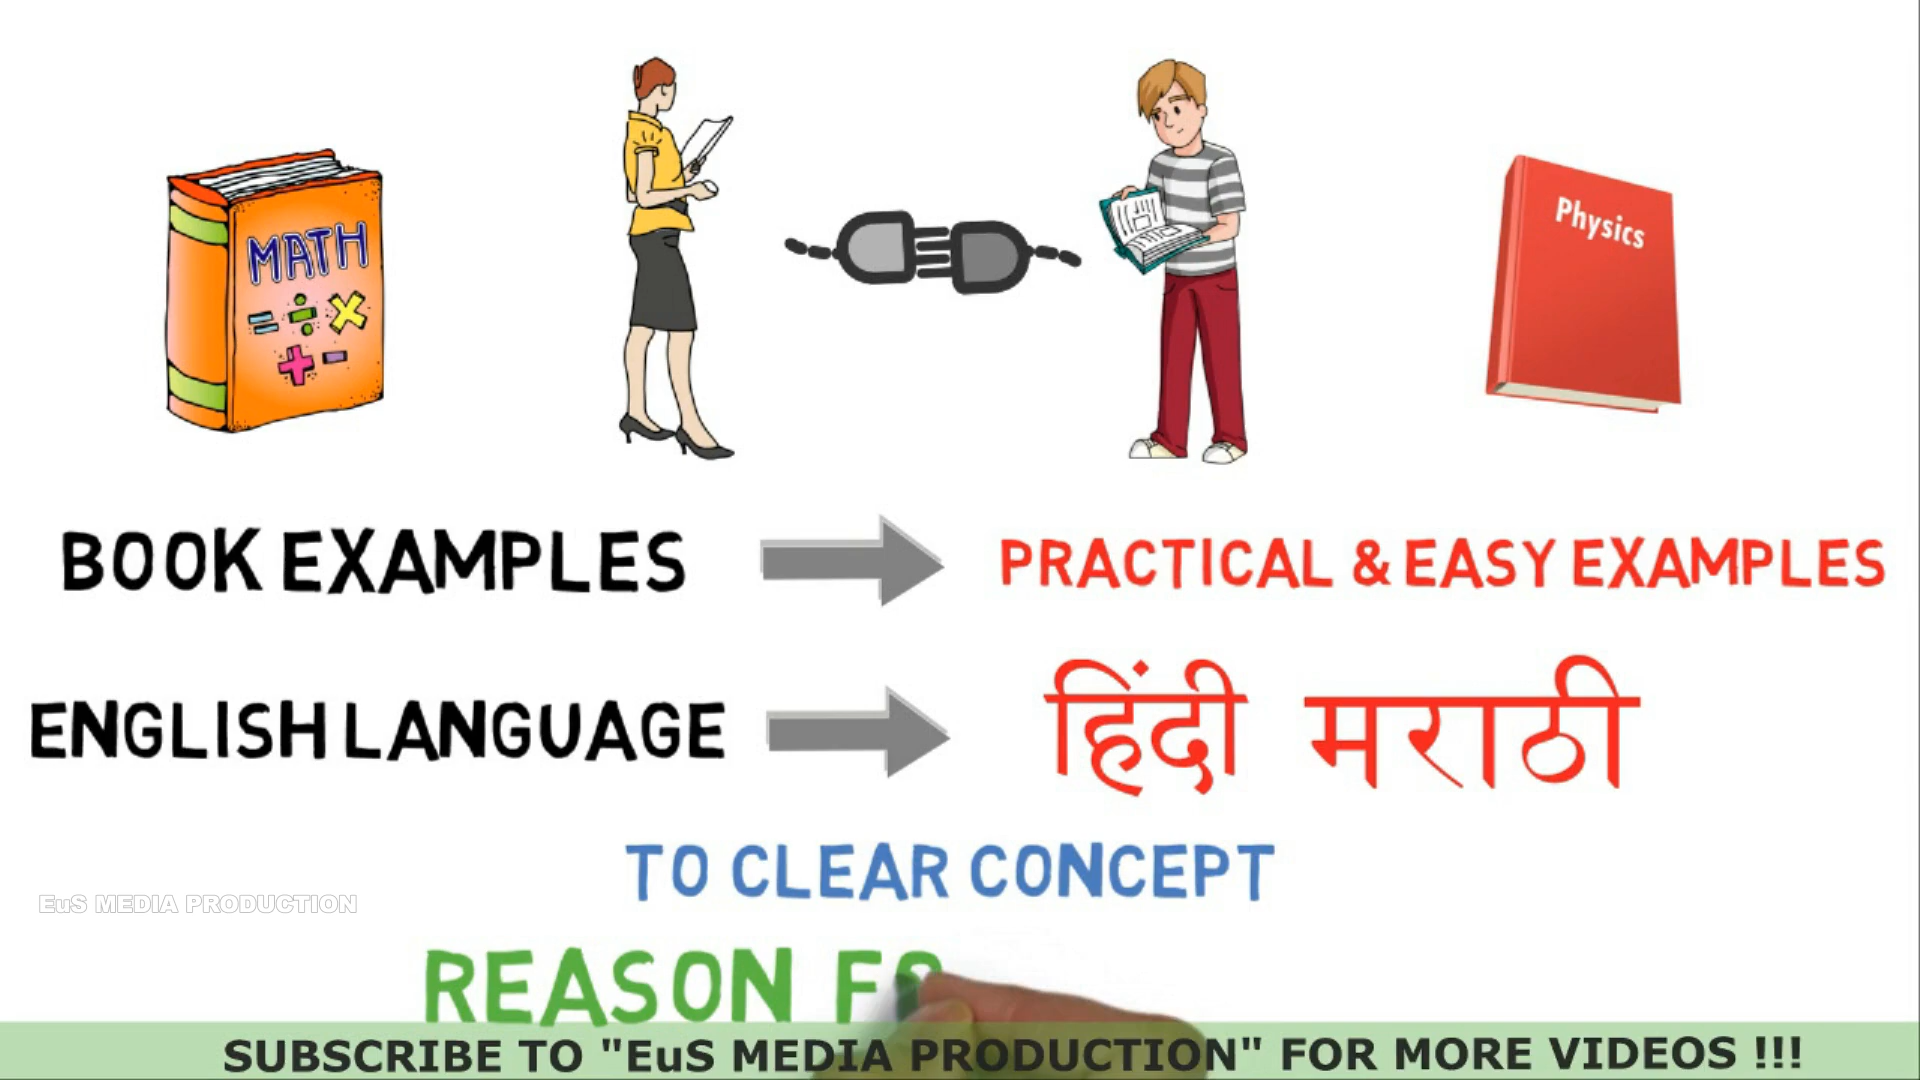 MATH
Physics
BOOK EXAMPLES
PRACTICAL & EASY EXAMPLES
ENGLISH LANGUAGE
हिंदी मराठी
TO CLEAR CONCEPT
EuS MEDIA PRODUCTION
REASON
SUBSCRIBE TO "EuS MEDIA PRODUCTION" FOR MORE VIDEOS !!!